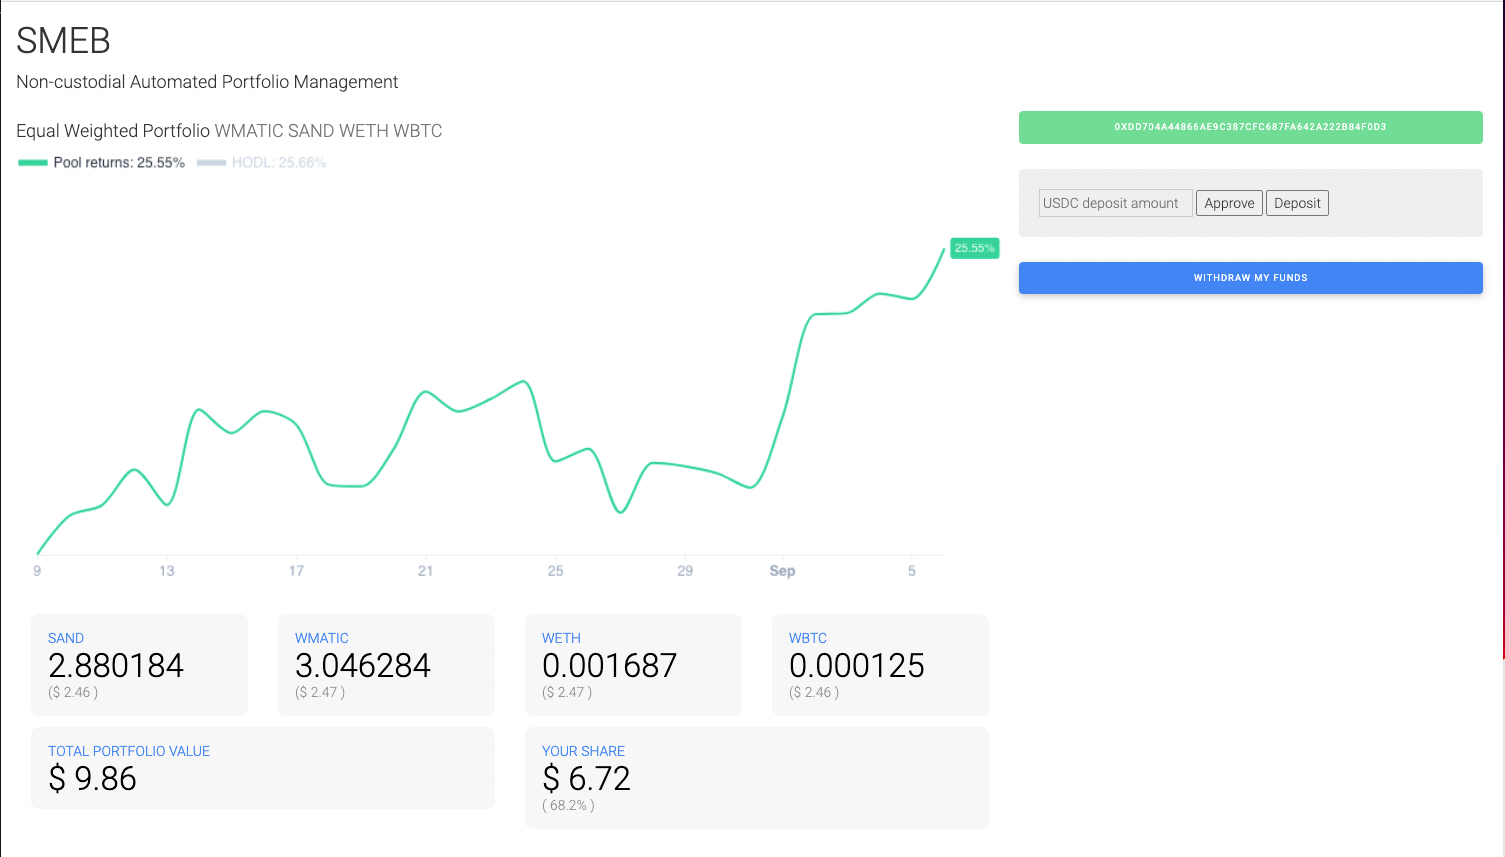 SMEB
Non-custodial Automated Portfolio Management
Equal Weighted Portfolio WMATIC SAND WETH WBTC
Pool returns: 25.55% HODL: 25.66%
25.55%
9 13 17 21 25 29 Sep 5
0XDD704A44866AE9C387CFC687FA642A222B84F0D3
USDC deposit amount Approve Deposit
WITHDRAW MY FUNDS
SAND
2.880184
($ 2.46 )
WMATIC
3.046284
($ 2.47 )
WETH
0.001687
($ 2.47 )
WBTC
0.000125
($ 2.46 )
TOTAL PORTFOLIO VALUE
$ 9.86
YOUR SHARE
$ 6.72
( 68.2% )